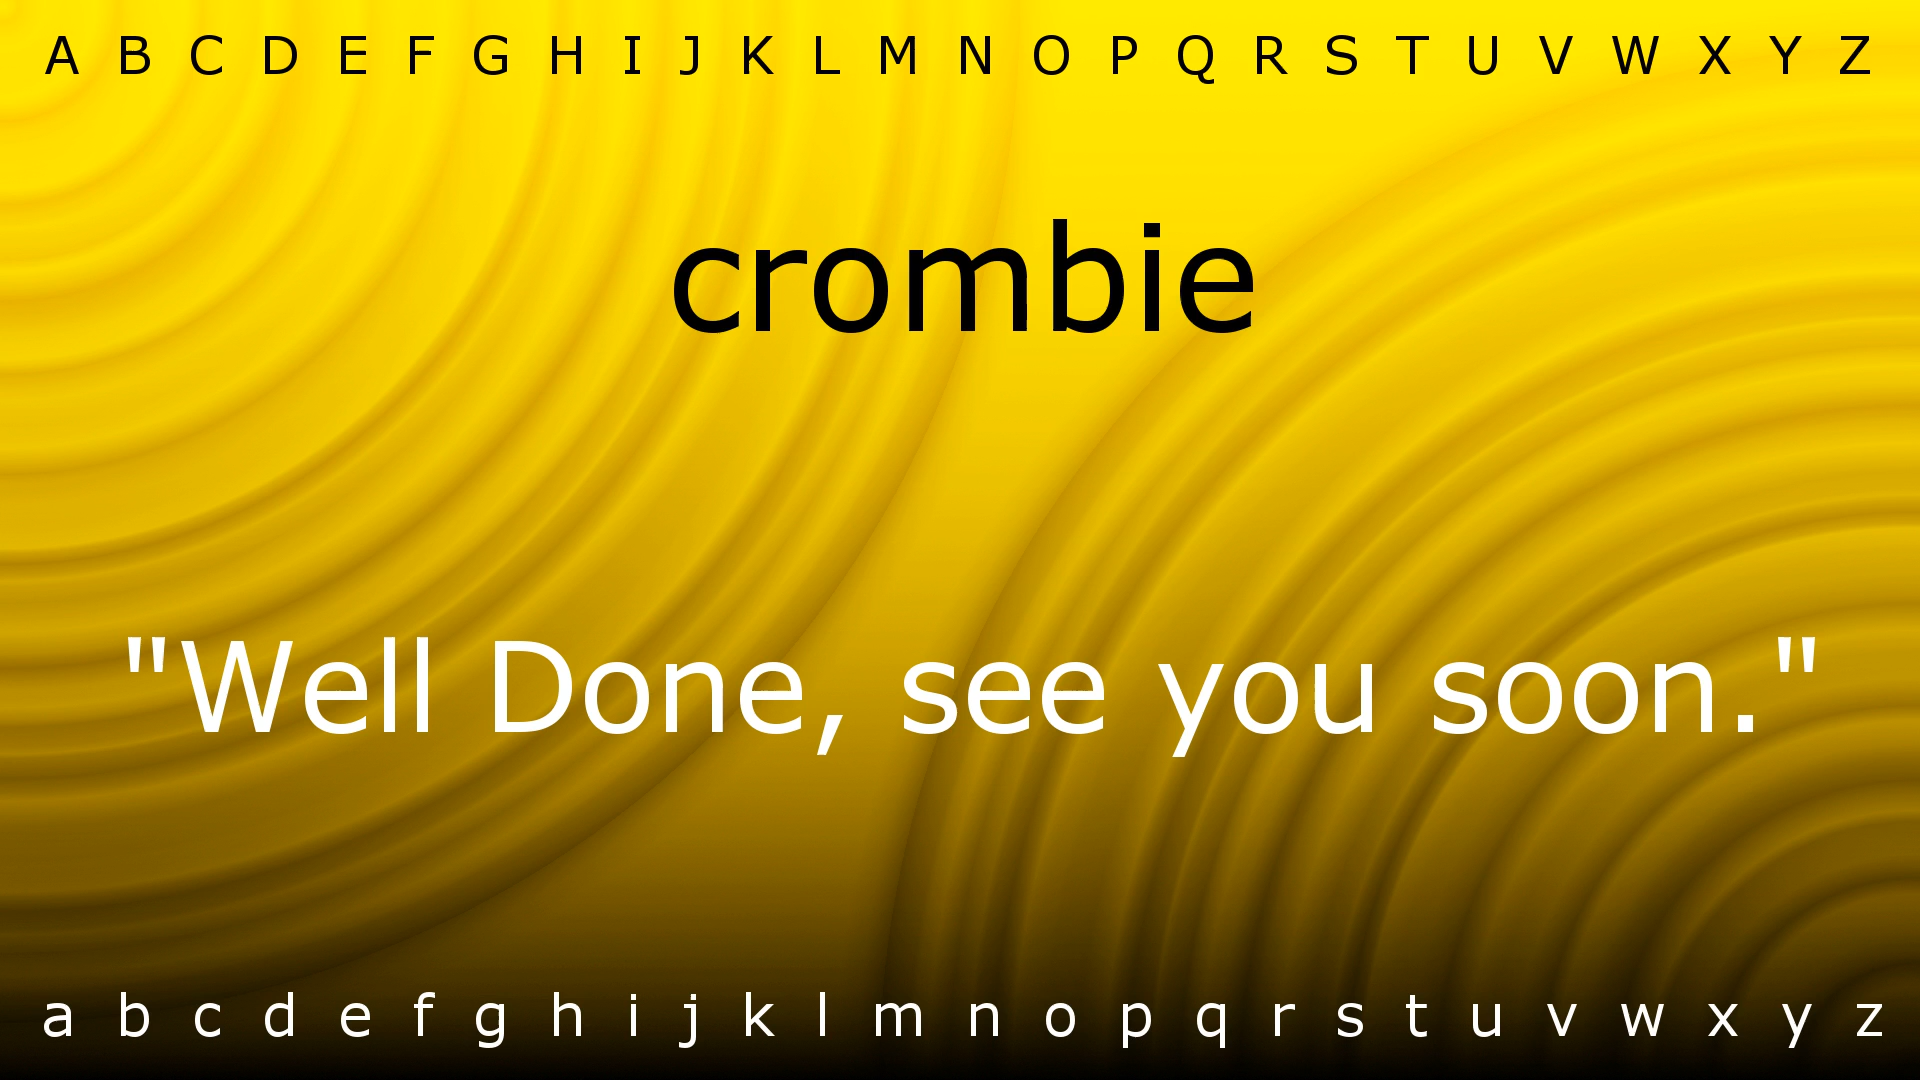 A B C D E F G H I J K L M N O P Q R S T U V W X Y Z
crombie
"Well Done, see you soon."
a b c d e f g h i j k l m n o p q r s t u v w x y z